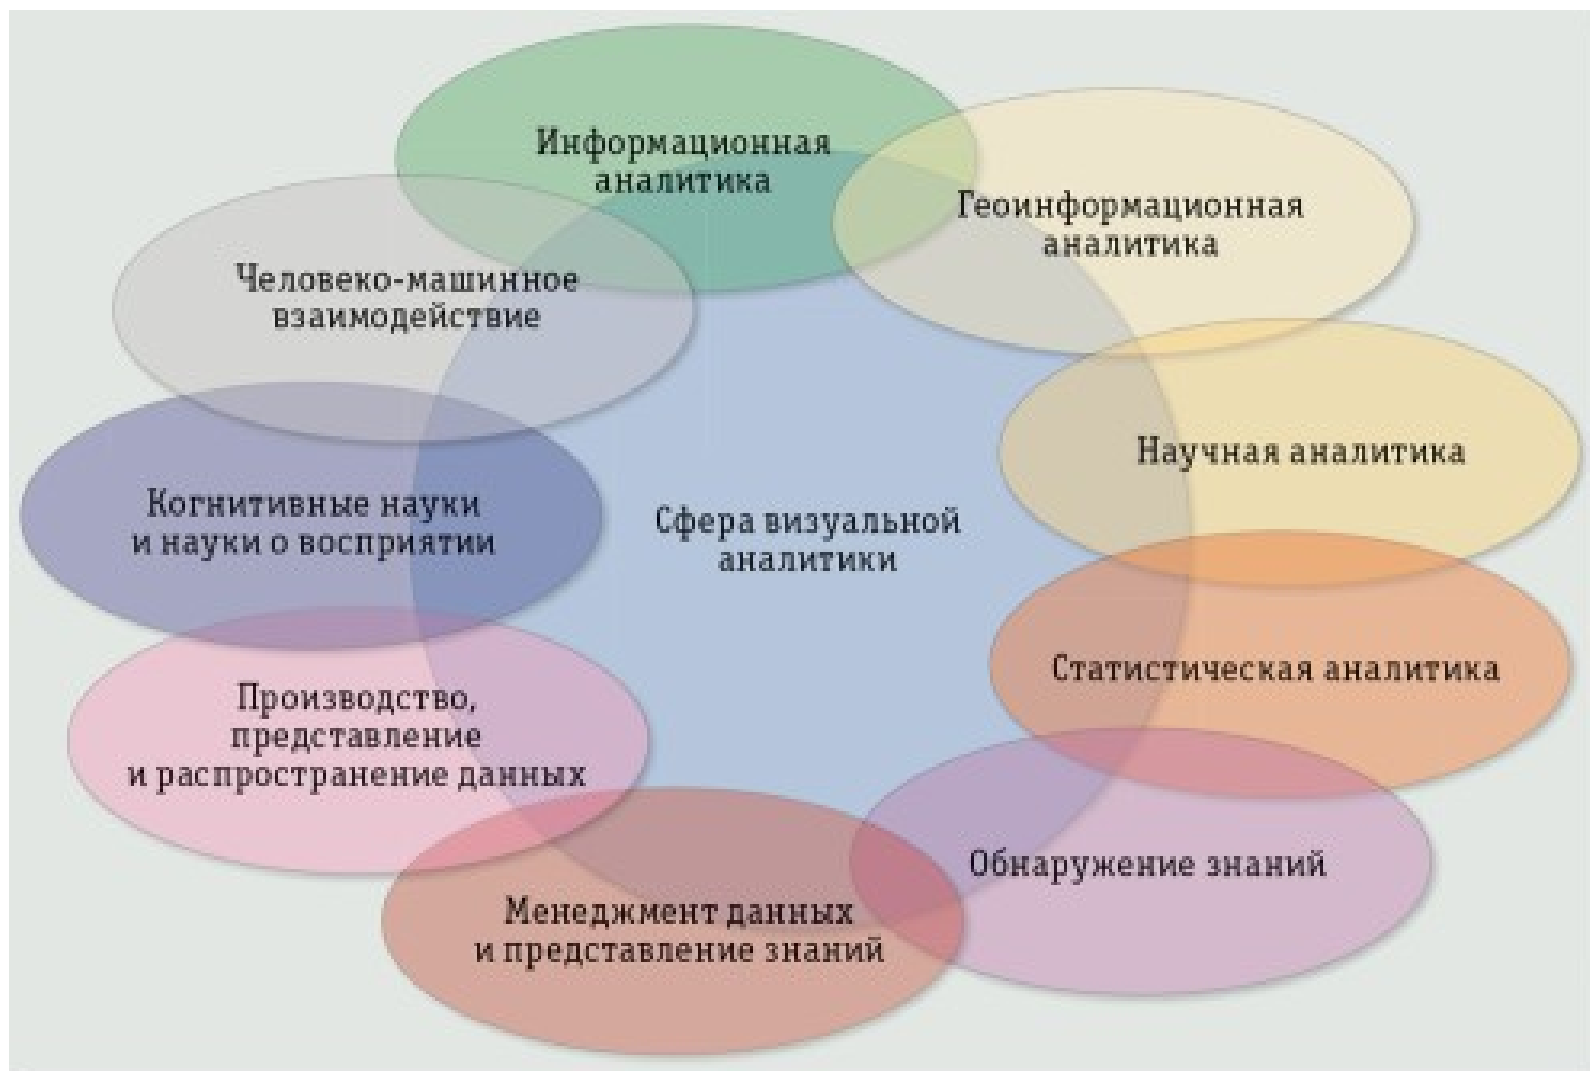 Информационная
аналитика
Геоинформационная
аналитика
Человеко-машинное
взаимодействие
Научная аналитика
Когнитивные науки
и науки о восприятии
Сфера визуальной
аналитики
Статистическая аналитика
Производство,
представление
и распространение данных
Обнаружение знаний
Менеджмент данных
и представление знаний